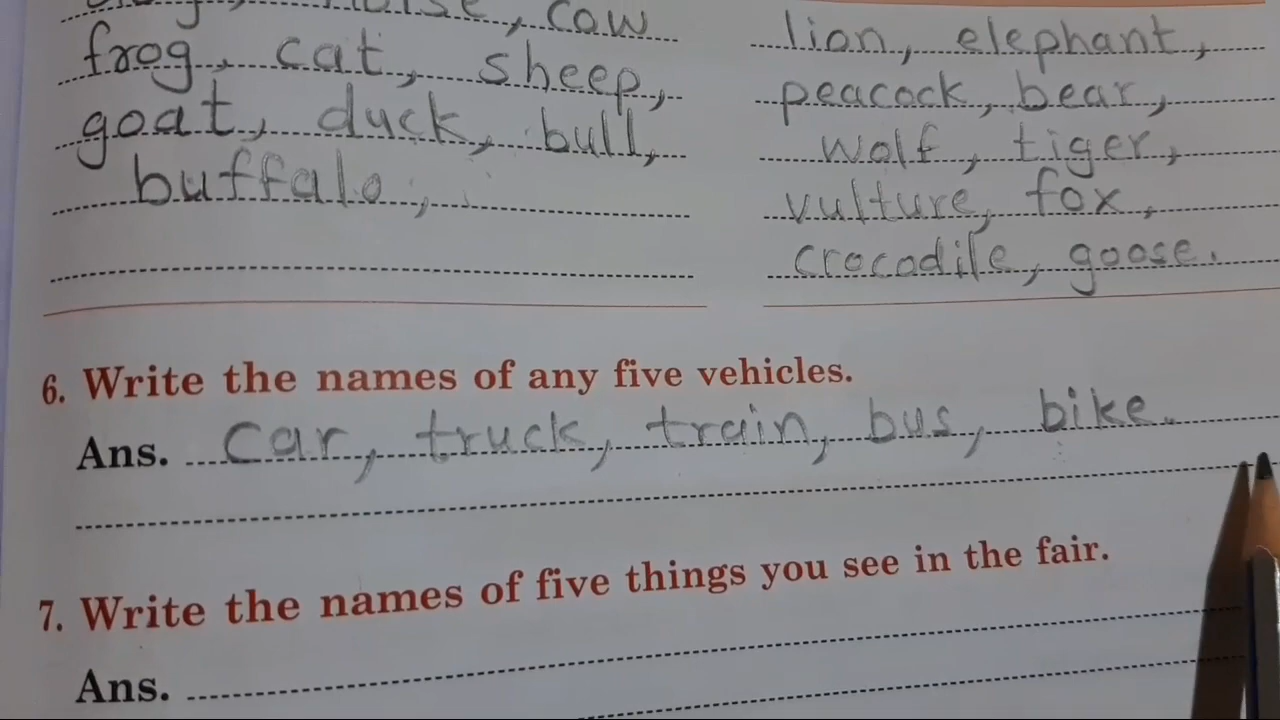 cow
frog, cat, sheep,
goat, duck, bull,
buffalo,
lion, elephant,
peacock, bear,
wolf, tiger,
vulture, fox,
crocodile, goose.
6. Write the names of any five vehicles.
Ans. car, truck, train, bus, bike.
7. Write the names of five things you see in the fair.
Ans.